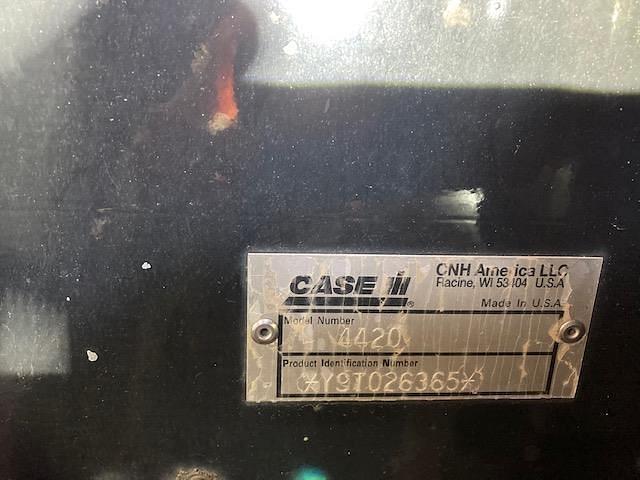 CASE IH®
CNH America LLC
Racine, WI 53404 U.S.A
Made in U.S.A.
Model Number
4420
Product Identification Number
*Y9T026365*